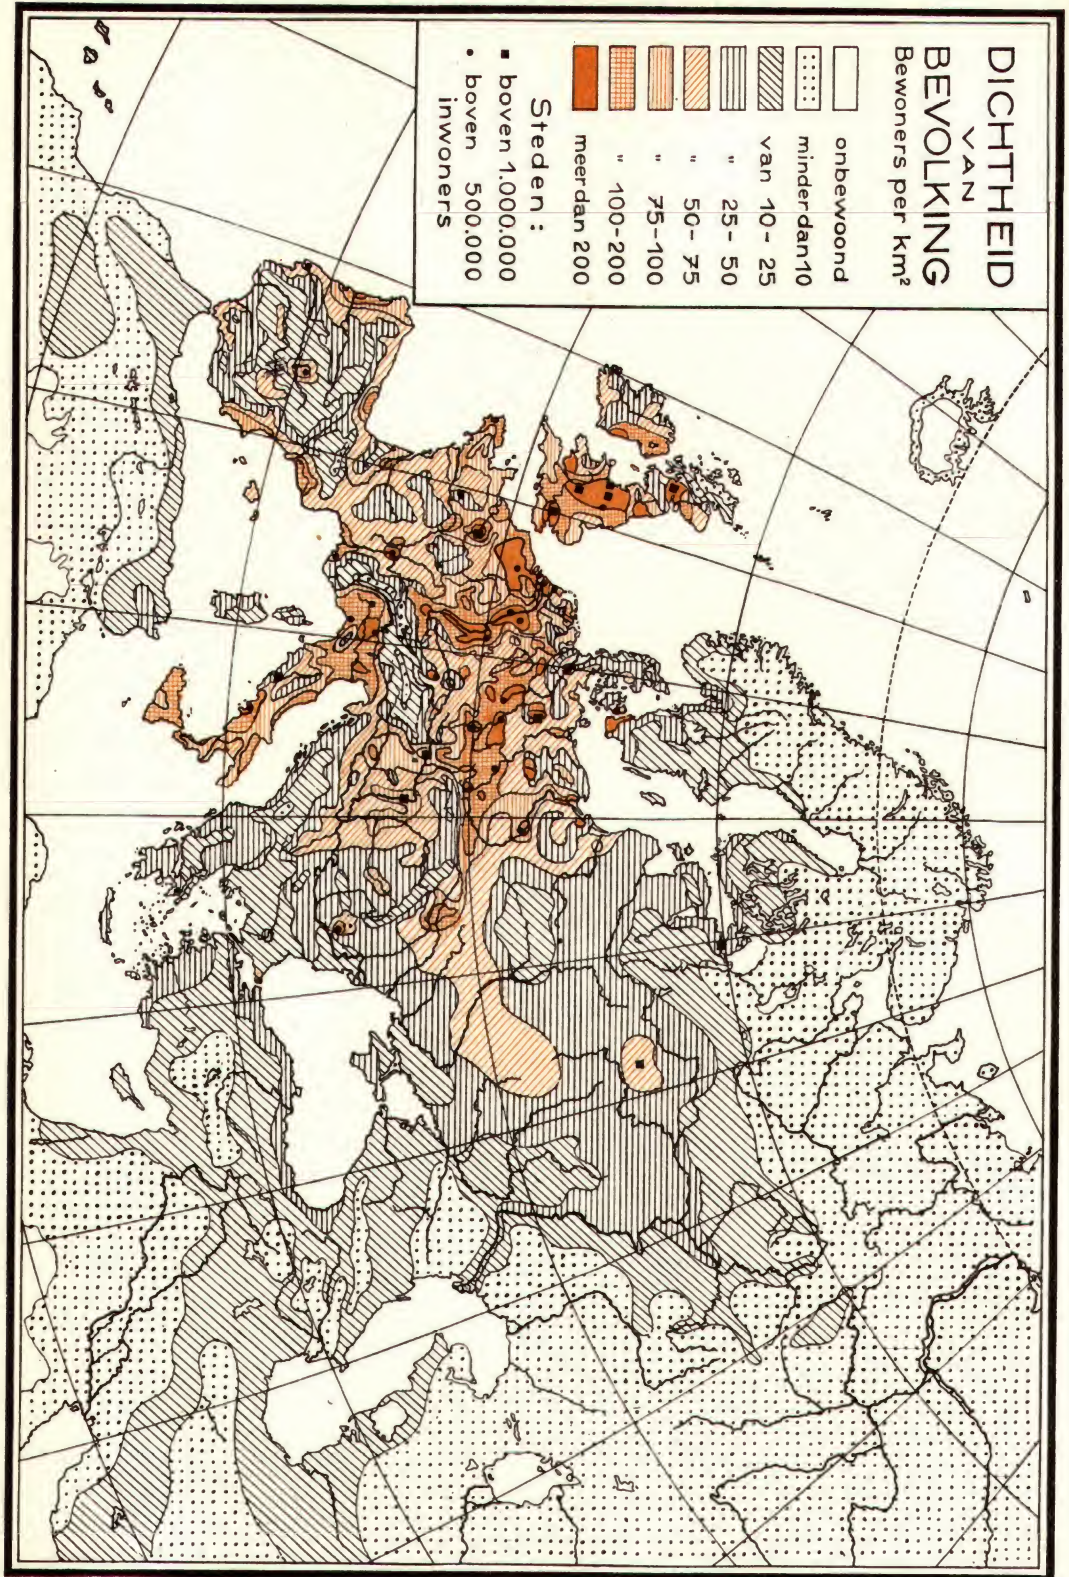 DICHTHEID
VAN
BEVOLKING
Bewoners per km²
onbewoond
minder dan 10
van 10-25
" 25-50
" 50-75
" 75-100
" 100-200
meer dan 200
Steden:
▪ boven 1.000.000
• boven 500.000
inwoners